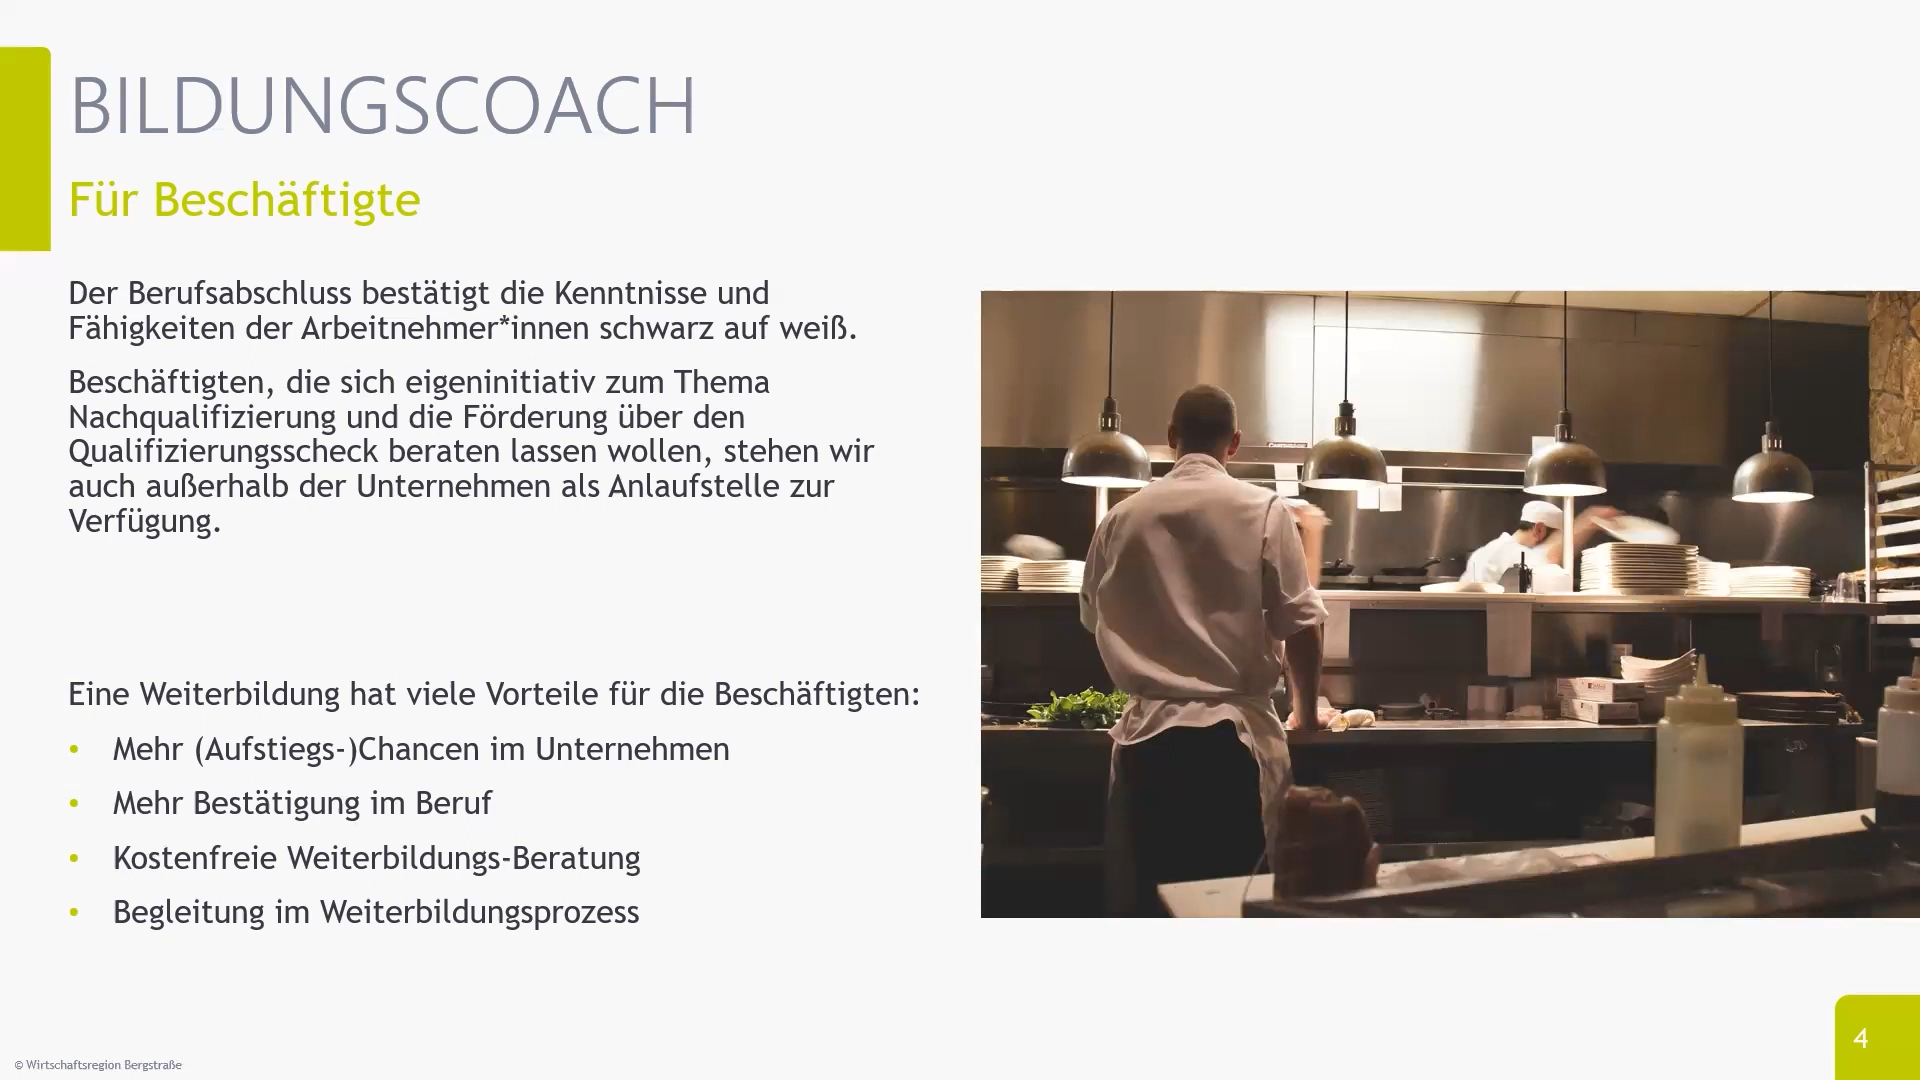 BILDUNGSCOACH
Für Beschäftigte
Der Berufsabschluss bestätigt die Kenntnisse und
Fähigkeiten der Arbeitnehmer*innen schwarz auf weiß.
Beschäftigten, die sich eigeninitiativ zum Thema
Nachqualifizierung und die Förderung über den
Qualifizierungsscheck beraten lassen wollen, stehen wir
auch außerhalb der Unternehmen als Anlaufstelle zur
Verfügung.
Eine Weiterbildung hat viele Vorteile für die Beschäftigten:
• Mehr (Aufstiegs-)Chancen im Unternehmen
• Mehr Bestätigung im Beruf
• Kostenfreie Weiterbildungs-Beratung
• Begleitung im Weiterbildungsprozess
4
© Wirtschaftsregion Bergstraße